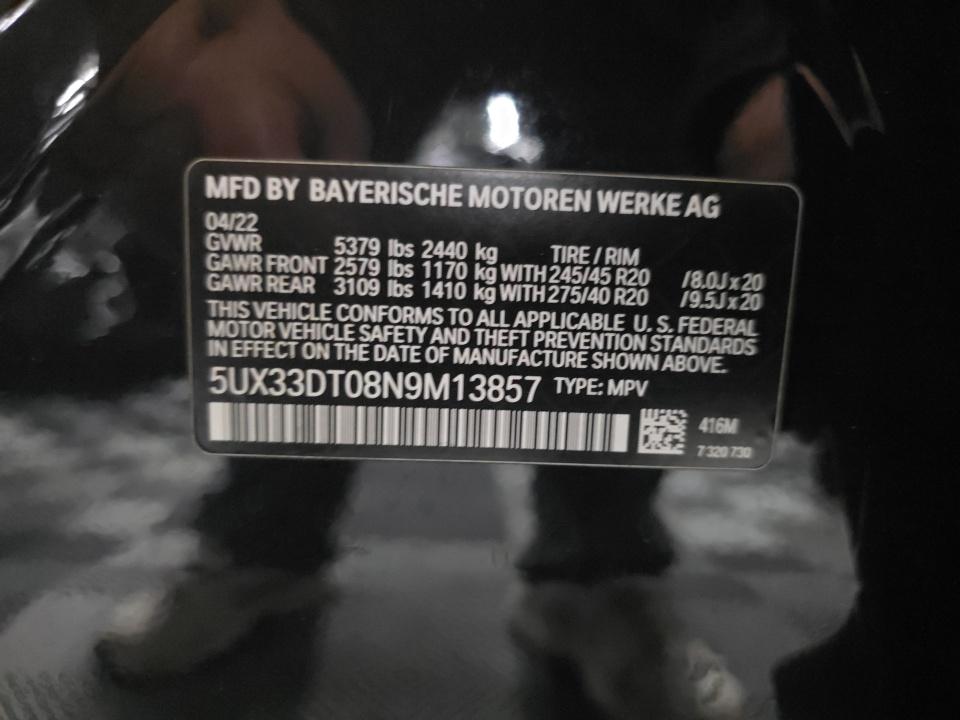 MFD BY BAYERISCHE MOTOREN WERKE AG
04/22
GVWR 5379 lbs 2440 kg TIRE / RIM
GAWR FRONT 2579 lbs 1170 kg WITH 245/45 R20 /8.0J x 20
GAWR REAR 3109 lbs 1410 kg WITH 275/40 R20 /9.5J x 20
THIS VEHICLE CONFORMS TO ALL APPLICABLE U. S. FEDERAL
MOTOR VEHICLE SAFETY AND THEFT PREVENTION STANDARDS
IN EFFECT ON THE DATE OF MANUFACTURE SHOWN ABOVE.
5UX33DT08N9M13857 TYPE: MPV
416M
7 320 730